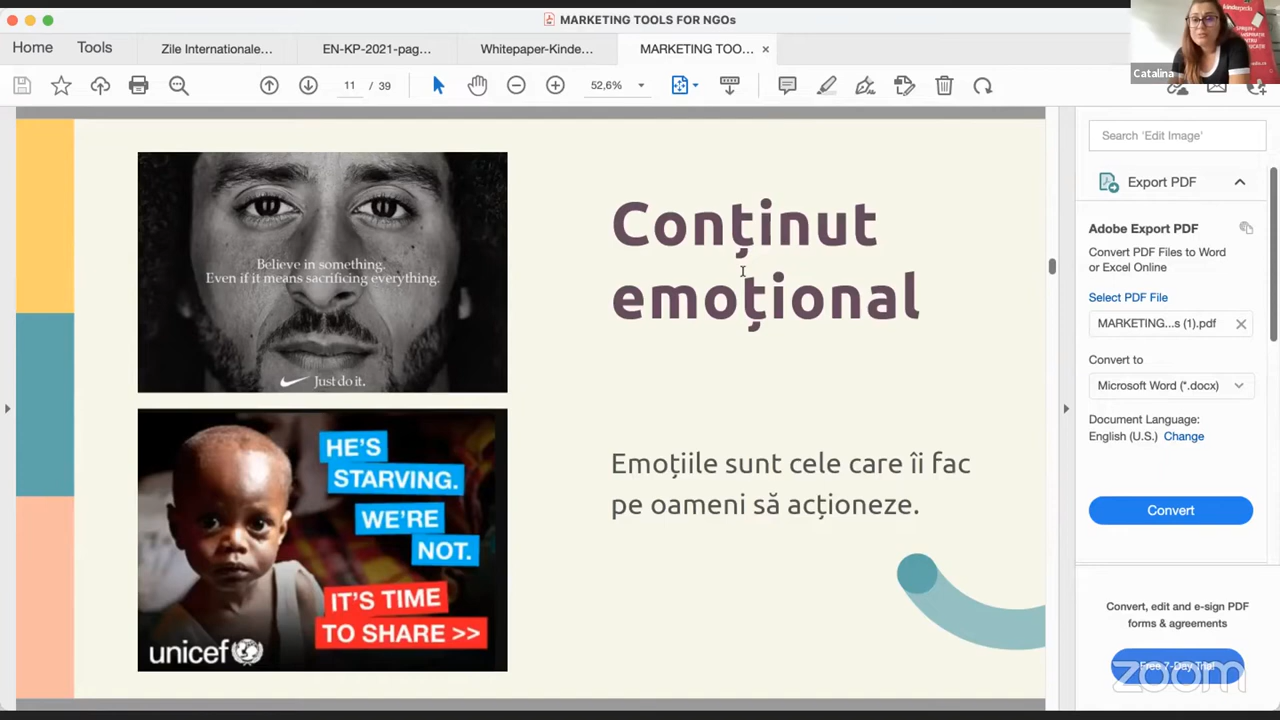 MARKETING TOOLS FOR NGOs
Home
Tools
Zile Internationale...
EN-KP-2021-pag...
Whitepaper-Kinde...
MARKETING TOO...
11 / 39
52,6%
Catalina
kinderpedia
Believe in something.
Even if it means sacrificing everything.
Just do it.
HE'S
STARVING.
WE'RE
NOT.
IT'S TIME
TO SHARE >>
unicef
Conținut
emoțional
Emoțiile sunt cele care îi fac
pe oameni să acționeze.
Search 'Edit Image'
Export PDF
Adobe Export PDF
Convert PDF Files to Word
or Excel Online
Select PDF File
MARKETING...s (1).pdf
Convert to
Microsoft Word (*.docx)
Document Language:
English (U.S.) Change
Convert
Convert, edit and e-sign PDF
forms & agreements
Free 7-Day Trial
zoom